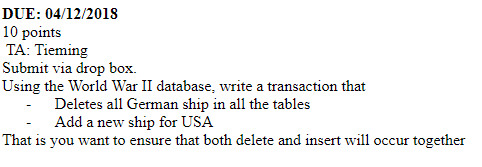 DUE: 04/12/2018
10 points
TA: Tieming
Submit via drop box.
Using the World War II database, write a transaction that
- Deletes all German ship in all the tables
- Add a new ship for USA
That is you want to ensure that both delete and insert will occur together